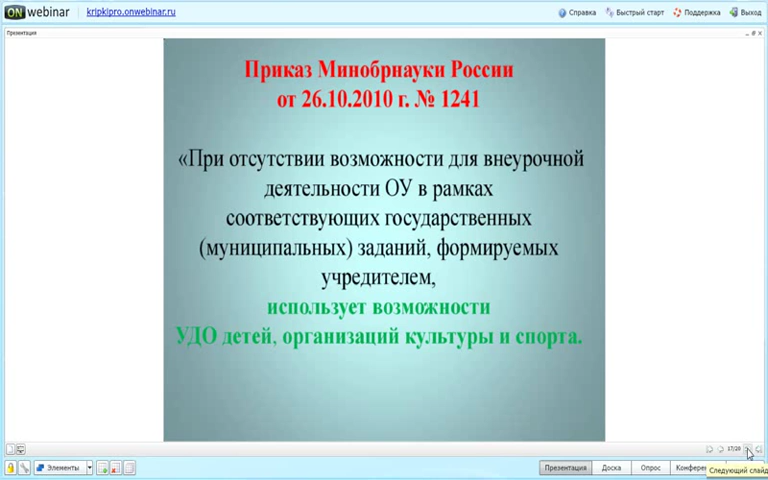 ON webinar
kripkipro.onwebinar.ru
Справка
Быстрый старт
Поддержка
Выход
Презентация
Приказ Минобрнауки России
от 26.10.2010 г. № 1241
«При отсутствии возможности для внеурочной
деятельности ОУ в рамках
соответствующих государственных
(муниципальных) заданий, формируемых
учредителем,
использует возможности
УДО детей, организаций культуры и спорта.
17/20
Элементы
Презентация
Доска
Опрос
Конфере
Следующий слайд